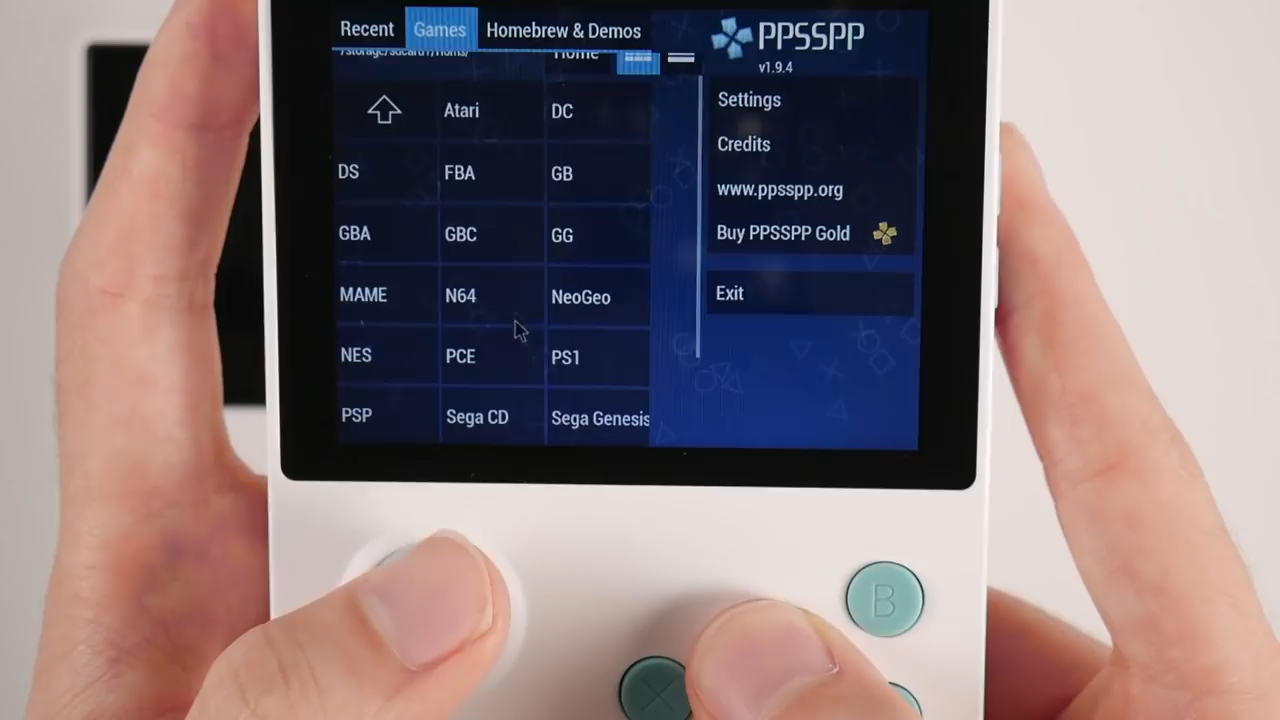 Recent Games Homebrew & Demos
PPSSPP
v1.9.4
Home
Settings
Credits
www.ppsspp.org
Buy PPSSPP Gold
Exit
Atari DC
DS FBA GB
GBA GBC GG
MAME N64 NeoGeo
NES PCE PS1
PSP Sega CD Sega Genesis
B
X